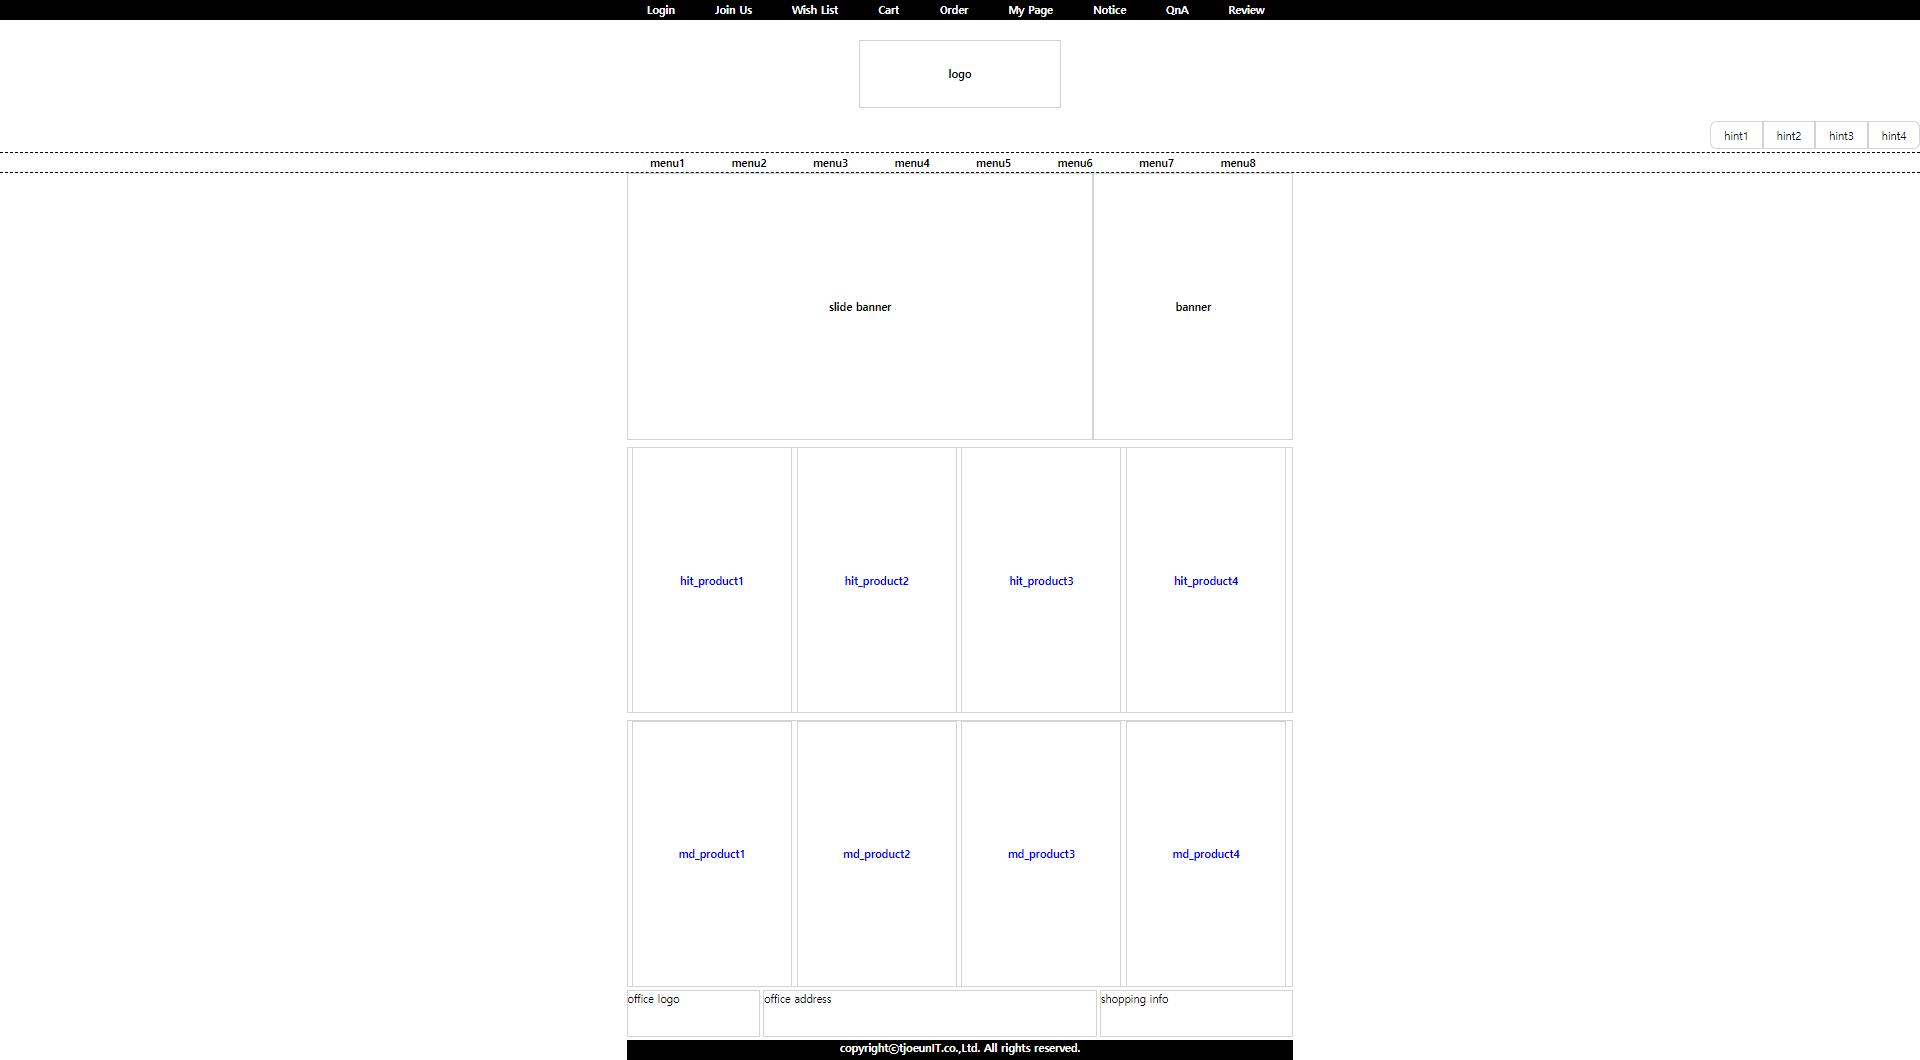 Login Join Us Wish List Cart Order My Page Notice QnA Review
logo
hint1 hint2 hint3 hint4
menu1 menu2 menu3 menu4 menu5 menu6 menu7 menu8
slide banner banner
hit_product1 hit_product2 hit_product3 hit_product4
md_product1 md_product2 md_product3 md_product4
office logo office address shopping info
copyrightⓒtjoeunIT.co.,Ltd. All rights reserved.